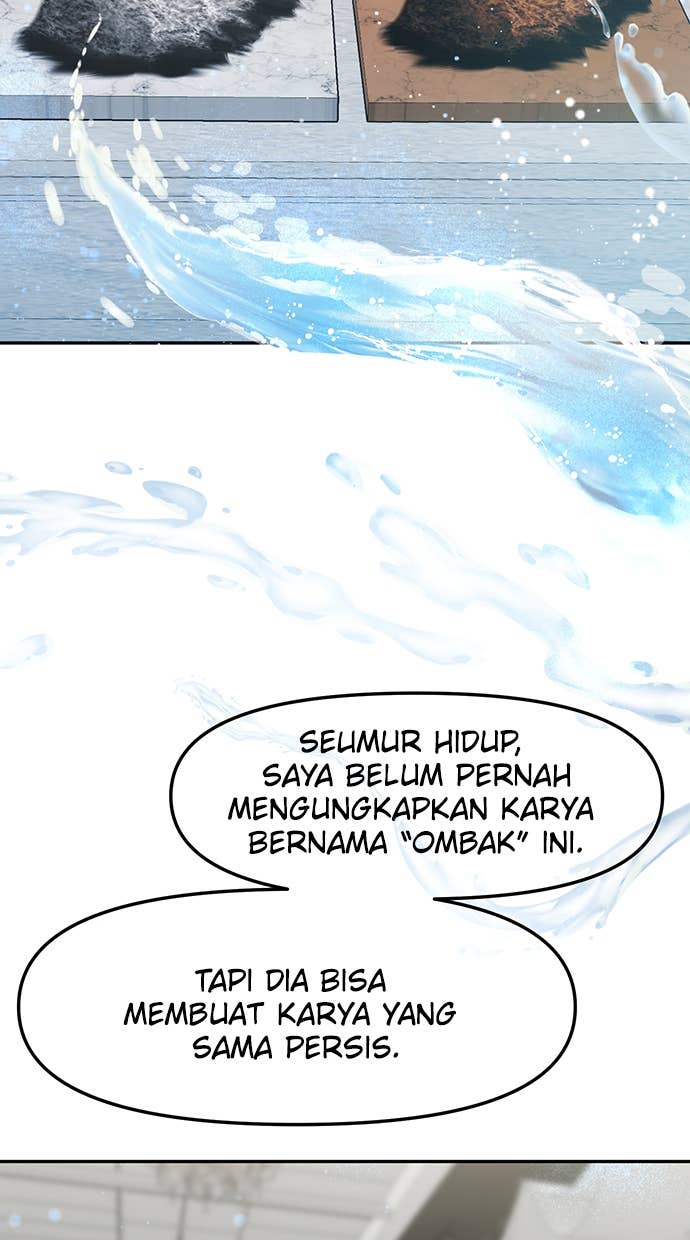 SEUMUR HIDUP,
SAYA BELUM PERNAH
MENGUNGKAPKAN KARYA
BERNAMA “OMBAK” INI.
TAPI DIA BISA
MEMBUAT KARYA YANG
SAMA PERSIS.